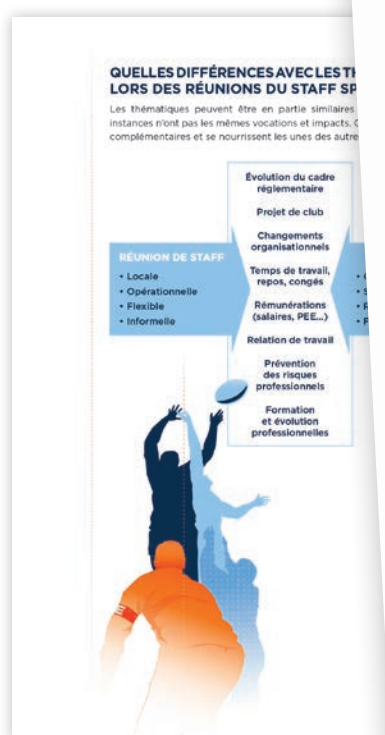 QUELLES DIFFÉRENCES AVEC LES TH
LORS DES RÉUNIONS DU STAFF SP
Les thématiques peuvent être en partie similaires
instances n'ont pas les mêmes vocations et impacts.
complémentaires et se nourrissent les unes des autre
Évolution du cadre
réglementaire
Projet de club
Changements
organisationnels
RÉUNION DE STAFF
• Locale
• Opérationnelle
• Flexible
• Informelle
Temps de travail,
repos, congés
Rémunérations
(salaires, PEE...)
Relation de travail
Prévention
des risques
professionnels
Formation
et évolution
professionnelles